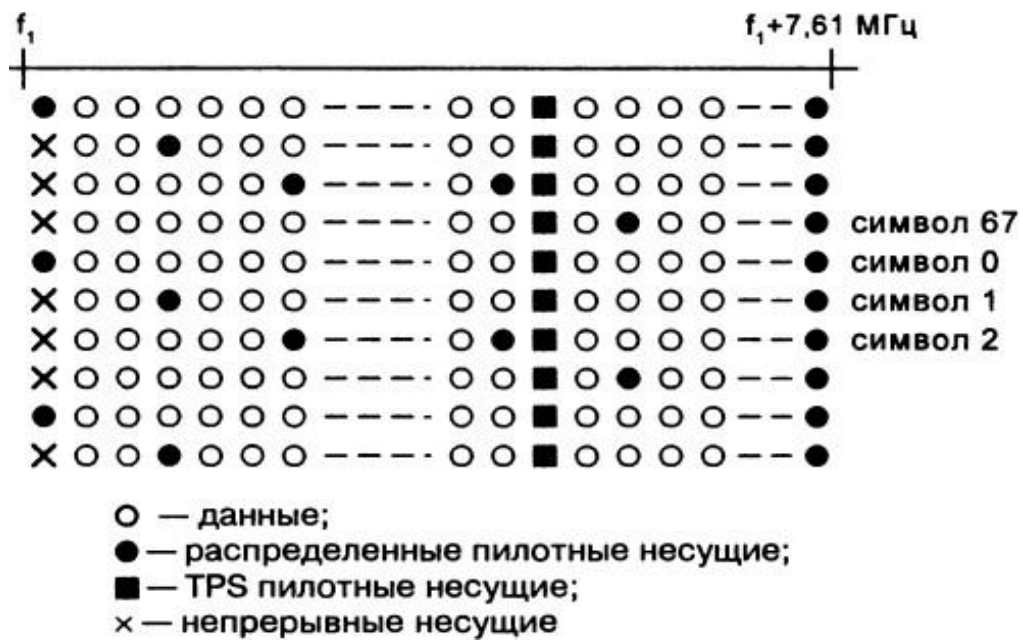 f₁ f₁+7,61 МГц
символ 67
символ 0
символ 1
символ 2
— данные;
— распределенные пилотные несущие;
— TPS пилотные несущие;
— непрерывные несущие